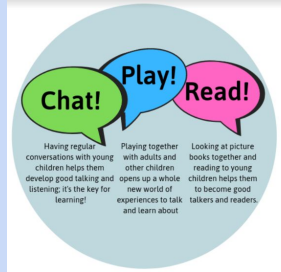 Chat!
Play!
Read!
Having regular
conversations with young
children helps them
develop good talking and
listening; it's the key for
learning!
Playing together
with adults and
other children
opens up a whole
new world of
experiences to talk
and learn about
Looking at picture
books together and
reading to young
children helps them
to become good
talkers and readers.